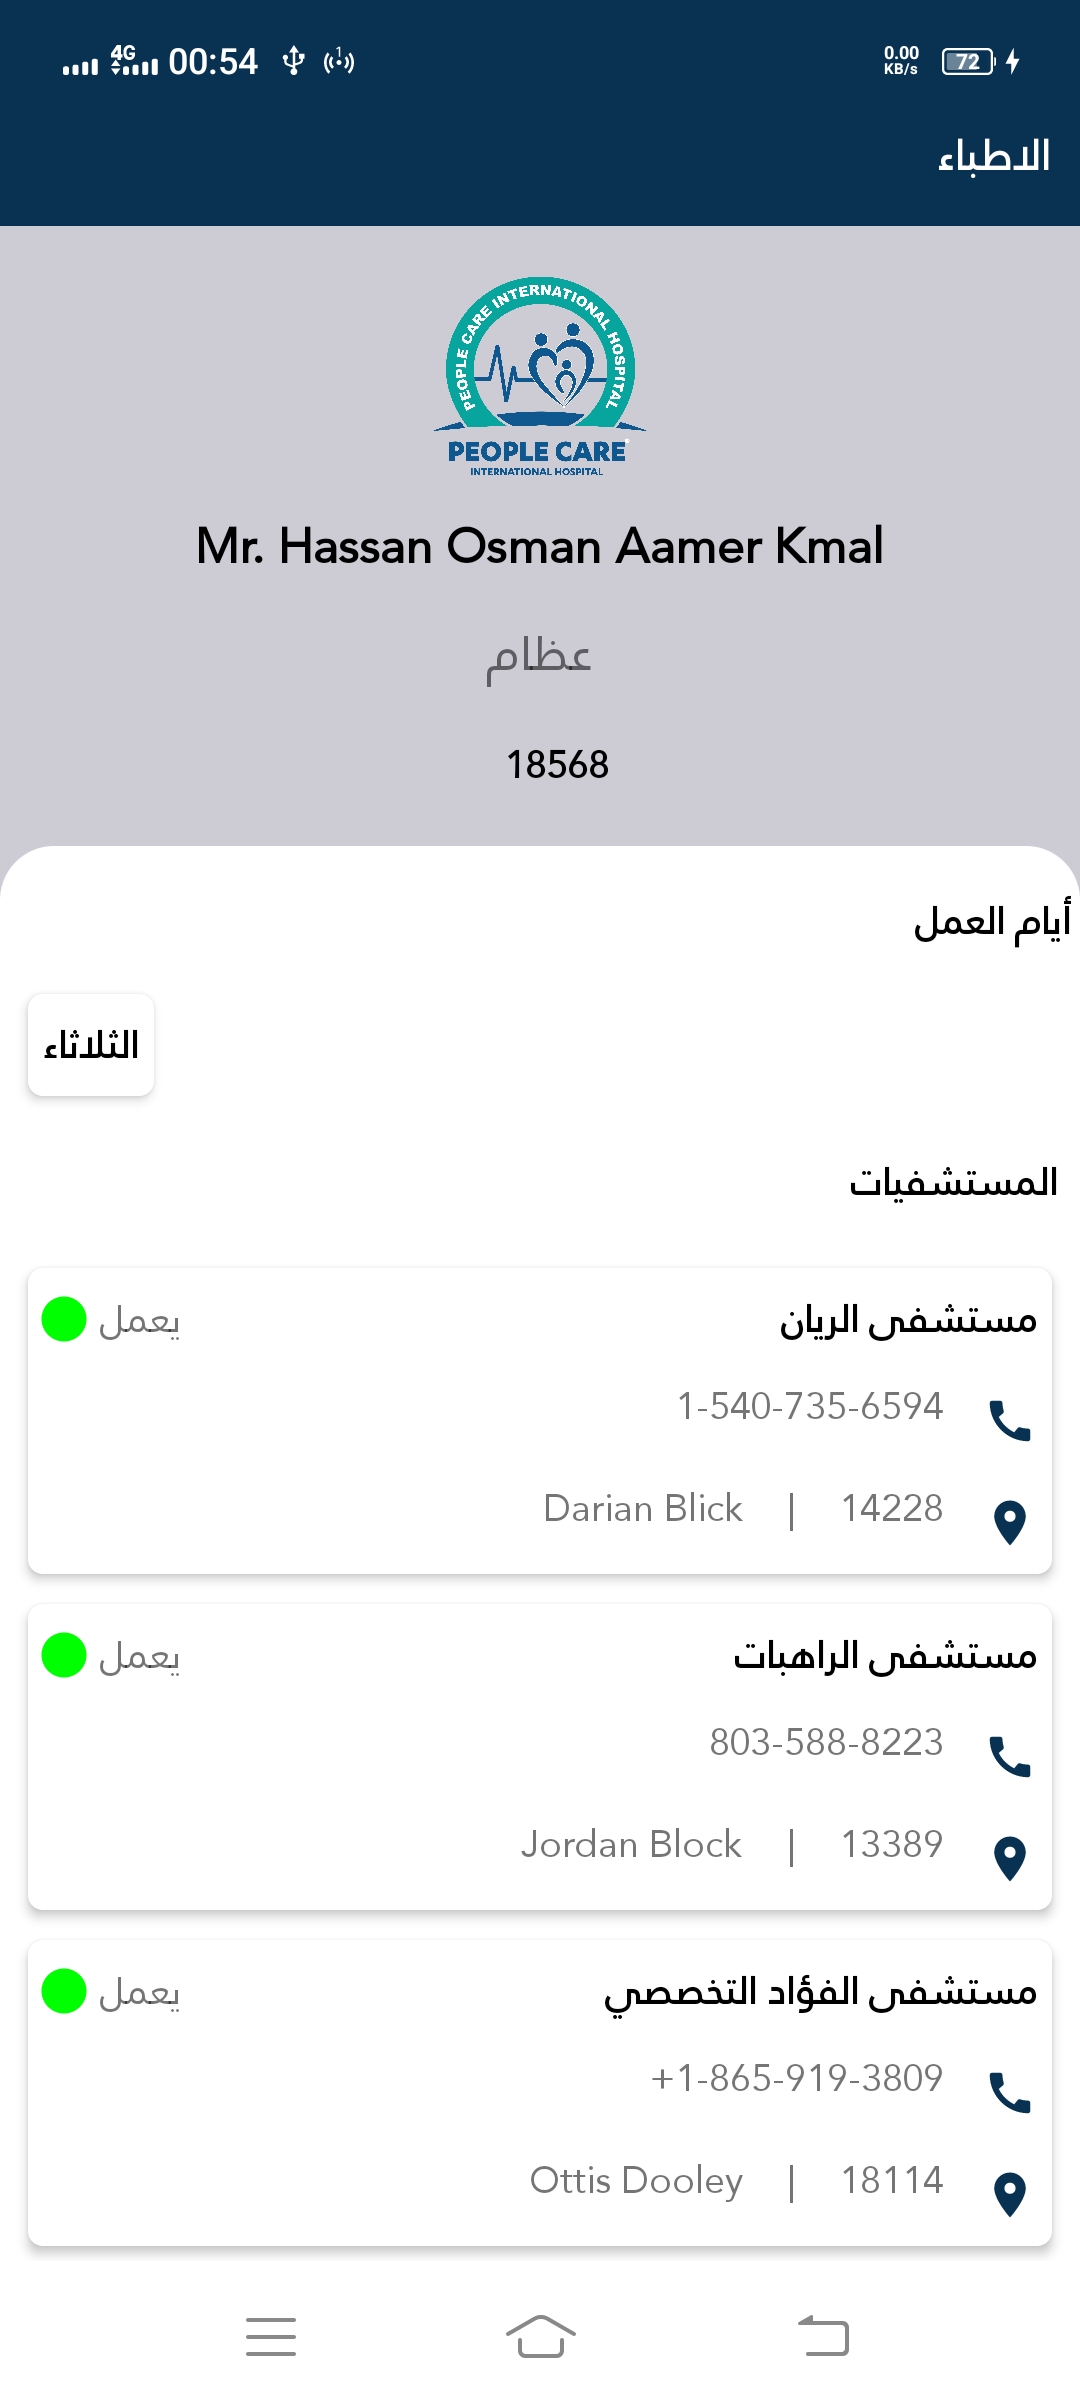 4G 00:54 1 0.00 KB/s 72
الاطباء
PEOPLE CARE INTERNATIONAL HOSPITAL
PEOPLE CARE
INTERNATIONAL HOSPITAL
Mr. Hassan Osman Aamer Kmal
عظام
18568
أيام العمل
الثلاثاء
المستشفيات
مستشفى الريان يعمل
1-540-735-6594
14228 | Darian Blick
مستشفى الراهبات يعمل
803-588-8223
13389 | Jordan Block
مستشفى الفؤاد التخصصي يعمل
+1-865-919-3809
18114 | Ottis Dooley